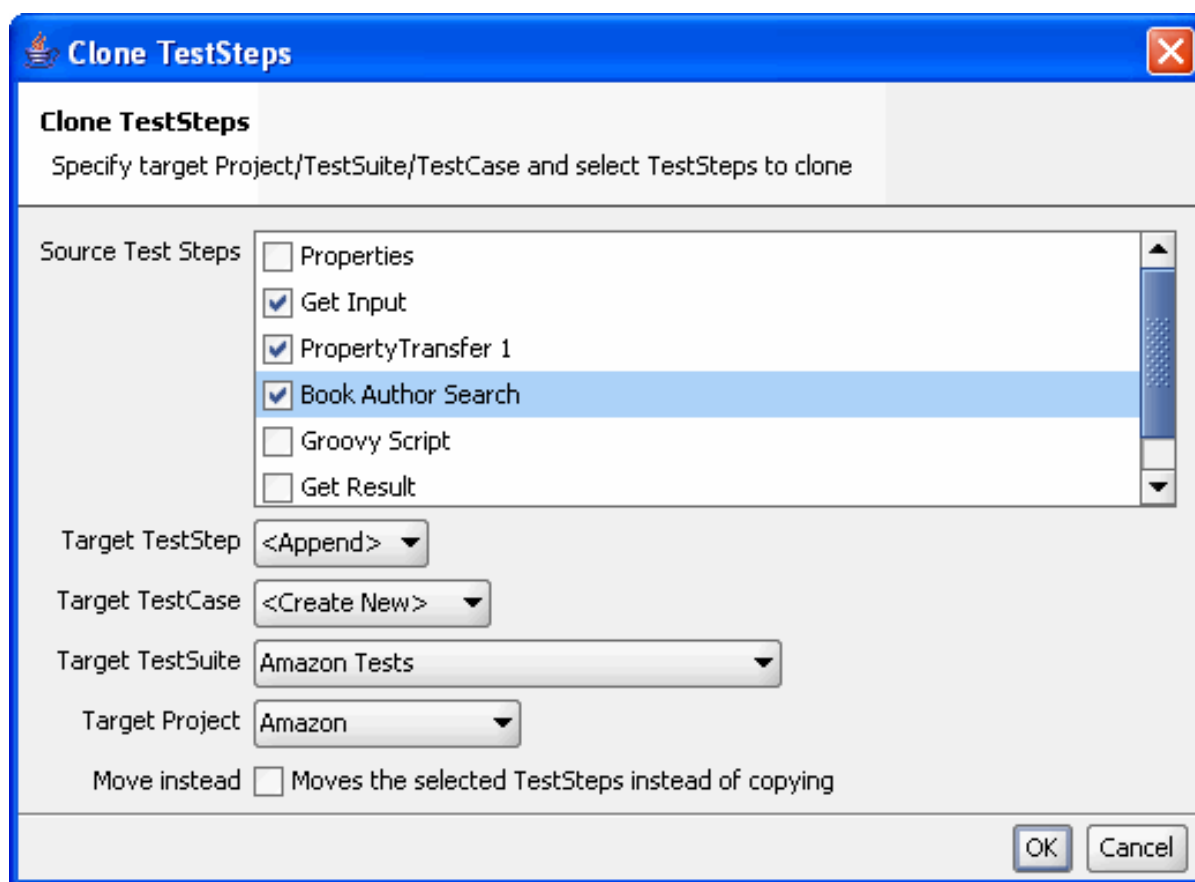 Clone TestSteps
Clone TestSteps
Specify target Project/TestSuite/TestCase and select TestSteps to clone
Source Test Steps
Properties
Get Input
PropertyTransfer 1
Book Author Search
Groovy Script
Get Result
Target TestStep <Append>
Target TestCase <Create New>
Target TestSuite Amazon Tests
Target Project Amazon
Move instead Moves the selected TestSteps instead of copying
OK Cancel